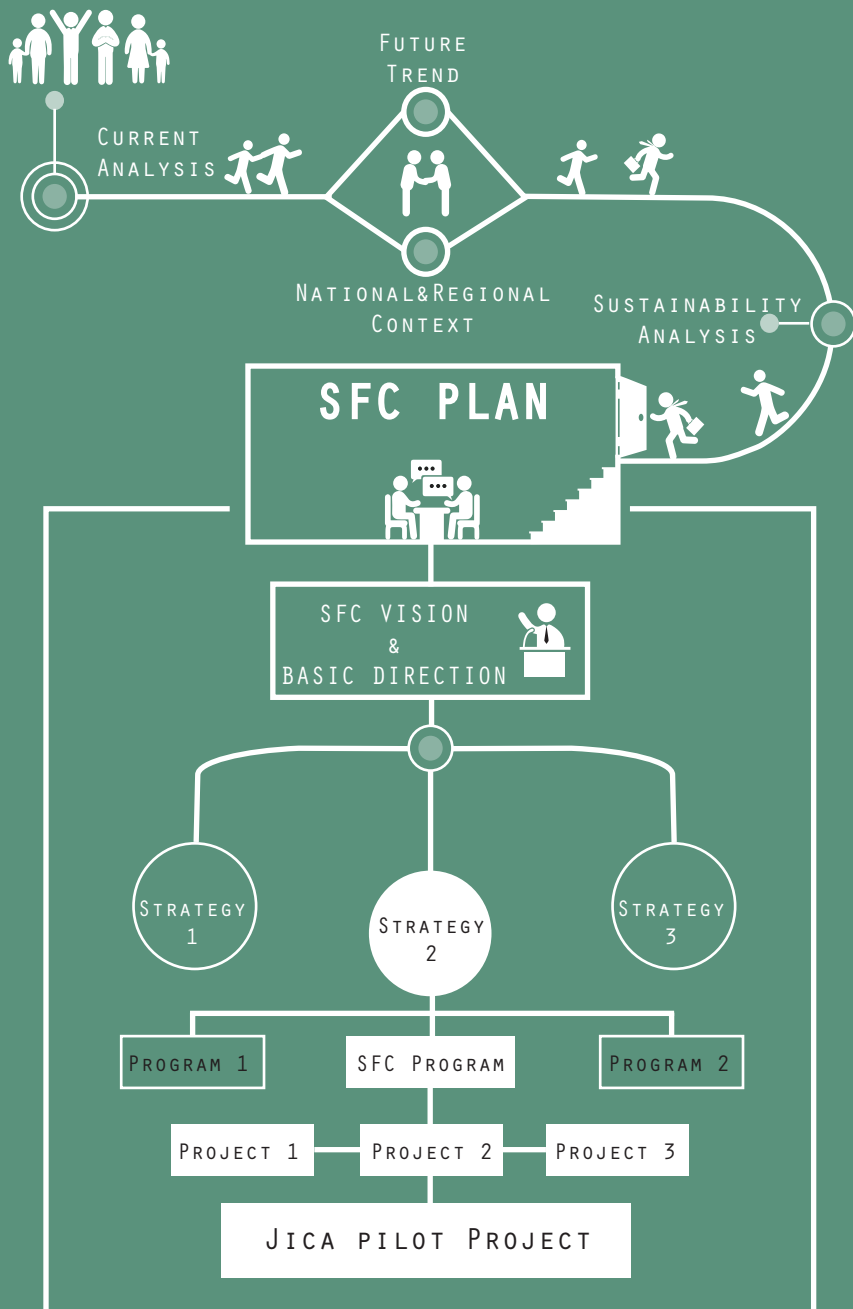 FUTURE
TREND
CURRENT
ANALYSIS
NATIONAL&REGIONAL
CONTEXT
SUSTAINABILITY
ANALYSIS
SFC PLAN
SFC VISION
&
BASIC DIRECTION
STRATEGY
1
STRATEGY
2
STRATEGY
3
PROGRAM 1
SFC PROGRAM
PROGRAM 2
PROJECT 1
PROJECT 2
PROJECT 3
JICA PILOT PROJECT